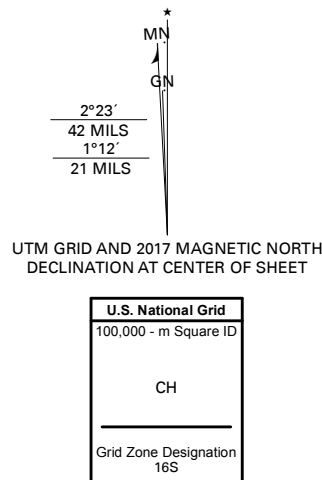 ★
MN
GN
2°23´
42 MILS
1°12´
21 MILS
UTM GRID AND 2017 MAGNETIC NORTH
DECLINATION AT CENTER OF SHEET
U.S. National Grid
100,000 - m Square ID
CH
Grid Zone Designation
16S